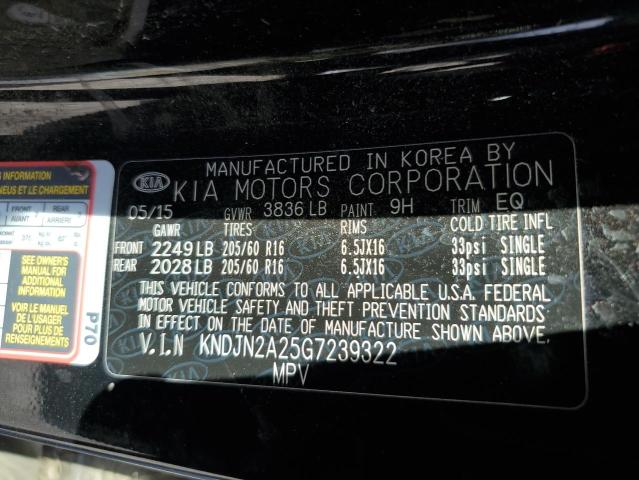 MANUFACTURED IN KOREA BY
KIA KIA MOTORS CORPORATION
05/15 GVWR 3836 LB PAINT 9H TRIM EQ
GAWR TIRES RIMS COLD TIRE INFL
FRONT 2249 LB 205/60 R16 6.5JX16 33psi SINGLE
REAR 2028 LB 205/60 R16 6.5JX16 33psi SINGLE
THIS VEHICLE CONFORMS TO ALL APPLICABLE U.S.A. FEDERAL
MOTOR VEHICLE SAFETY AND THEFT PREVENTION STANDARDS
IN EFFECT ON THE DATE OF MANUFACTURE SHOWN ABOVE.
V.I.N KNDJN2A25G7239322
MPV
INFORMATION
PNEUS ET LE CHARGEMENT
FRONT REAR
AVANT ARRIÈRE
SEE OWNER'S
MANUAL FOR
ADDITIONAL
INFORMATION
VOIR LE MANUEL
DE L'USAGER
POUR PLUS DE
RENSEIGNEMENTS
P70